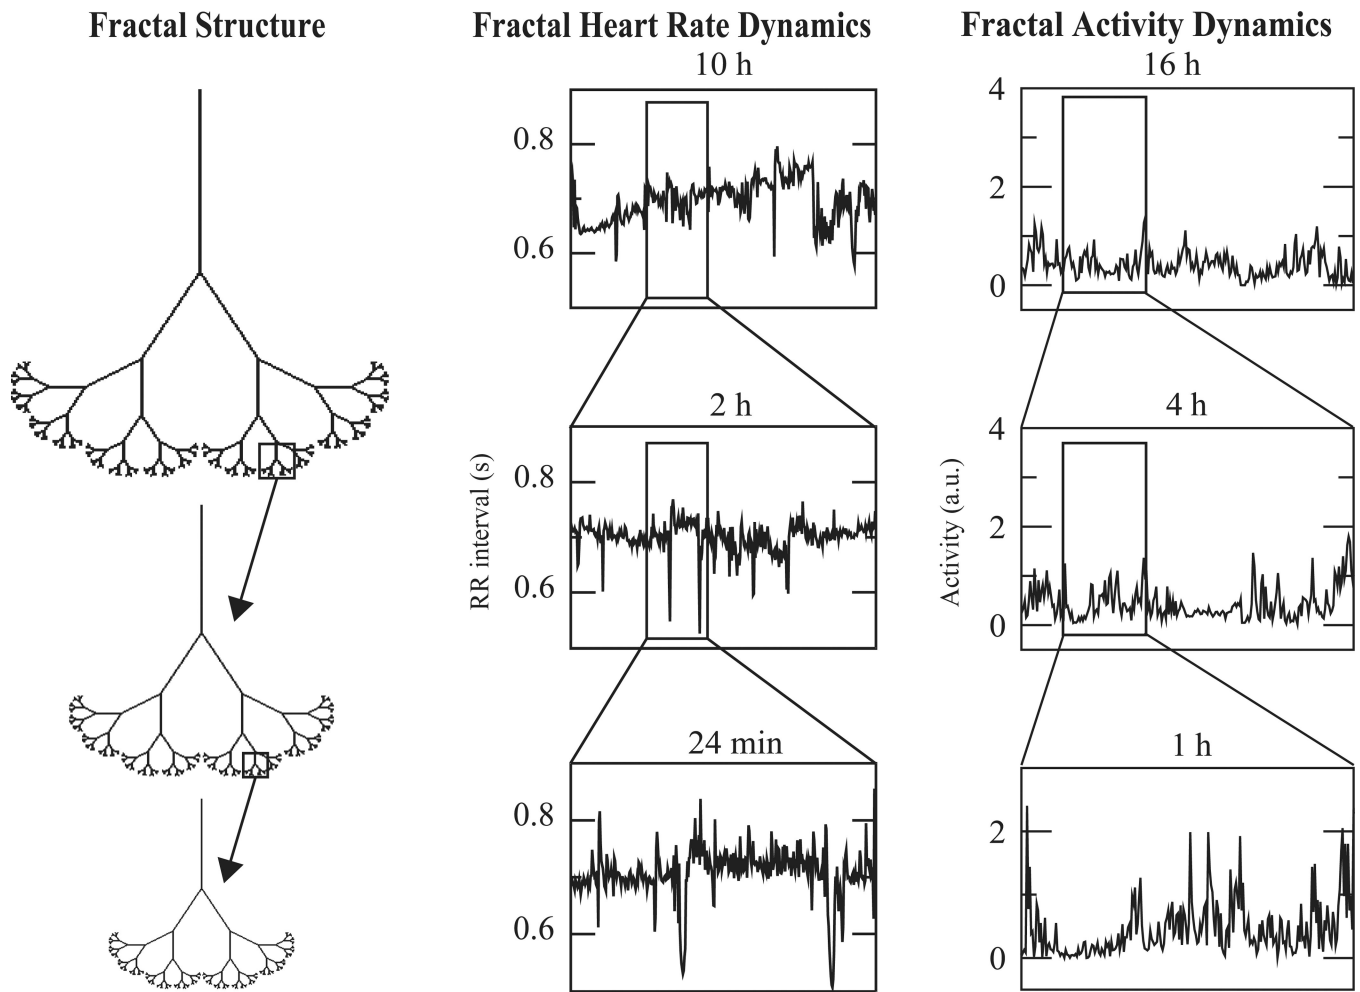 Fractal Structure
Fractal Heart Rate Dynamics
Fractal Activity Dynamics
10 h
0.8
0.6
2 h
RR interval (s)
0.8
0.6
24 min
0.8
0.6
16 h
4
2
0
4 h
Activity (a.u.)
4
2
0
1 h
2
0